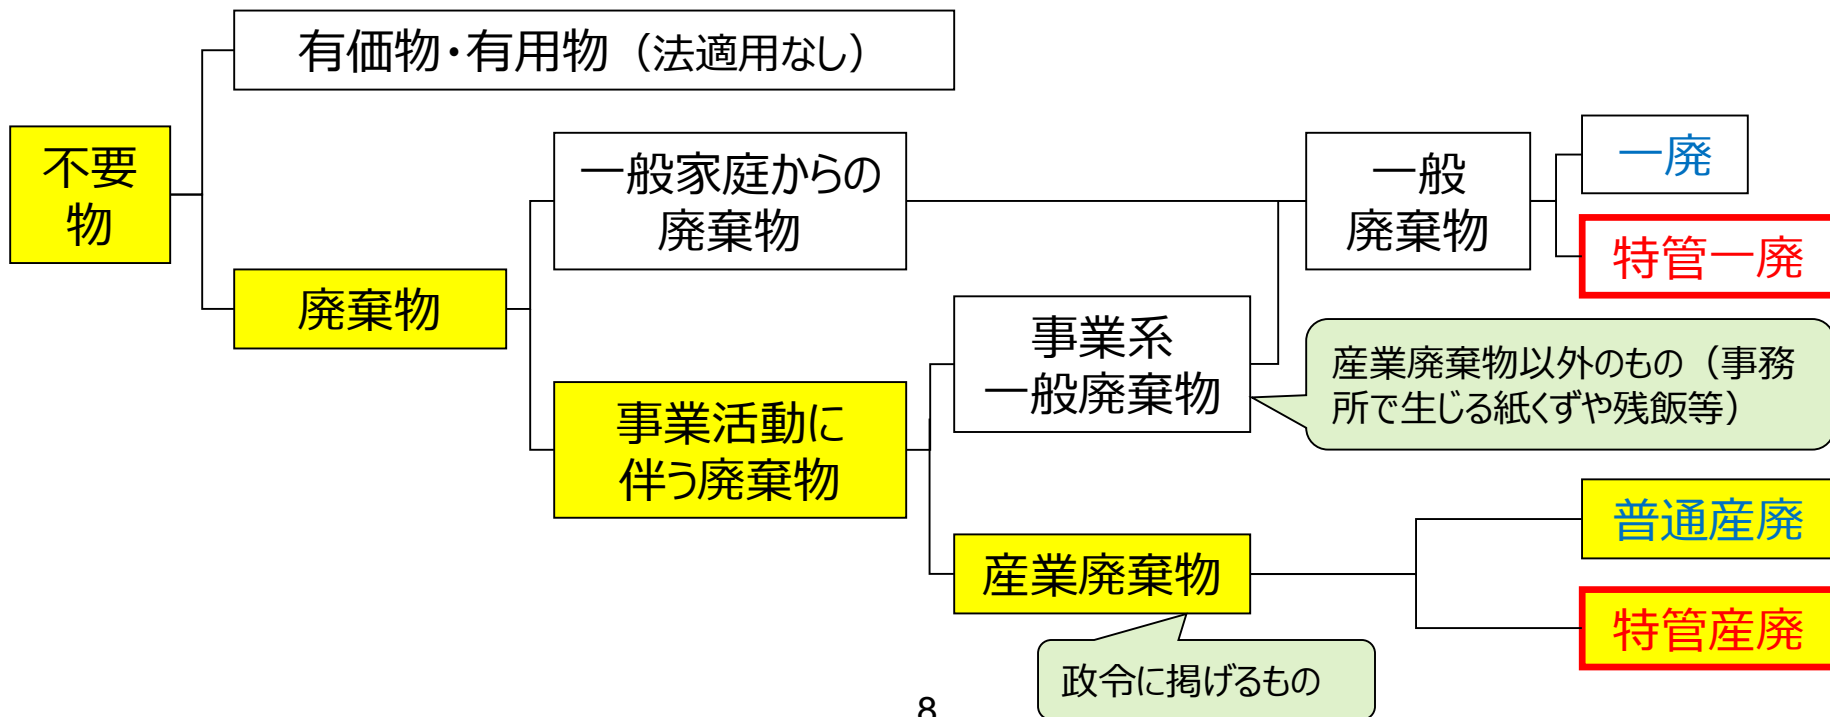 有価物・有用物（法適用なし）
不要
物
一般家庭からの
廃棄物
一般
廃棄物
一廃
特管一廃
廃棄物
事業系
一般廃棄物
産業廃棄物以外のもの（事務
所で生じる紙くずや残飯等）
事業活動に
伴う廃棄物
普通産廃
産業廃棄物
特管産廃
政令に掲げるもの
8